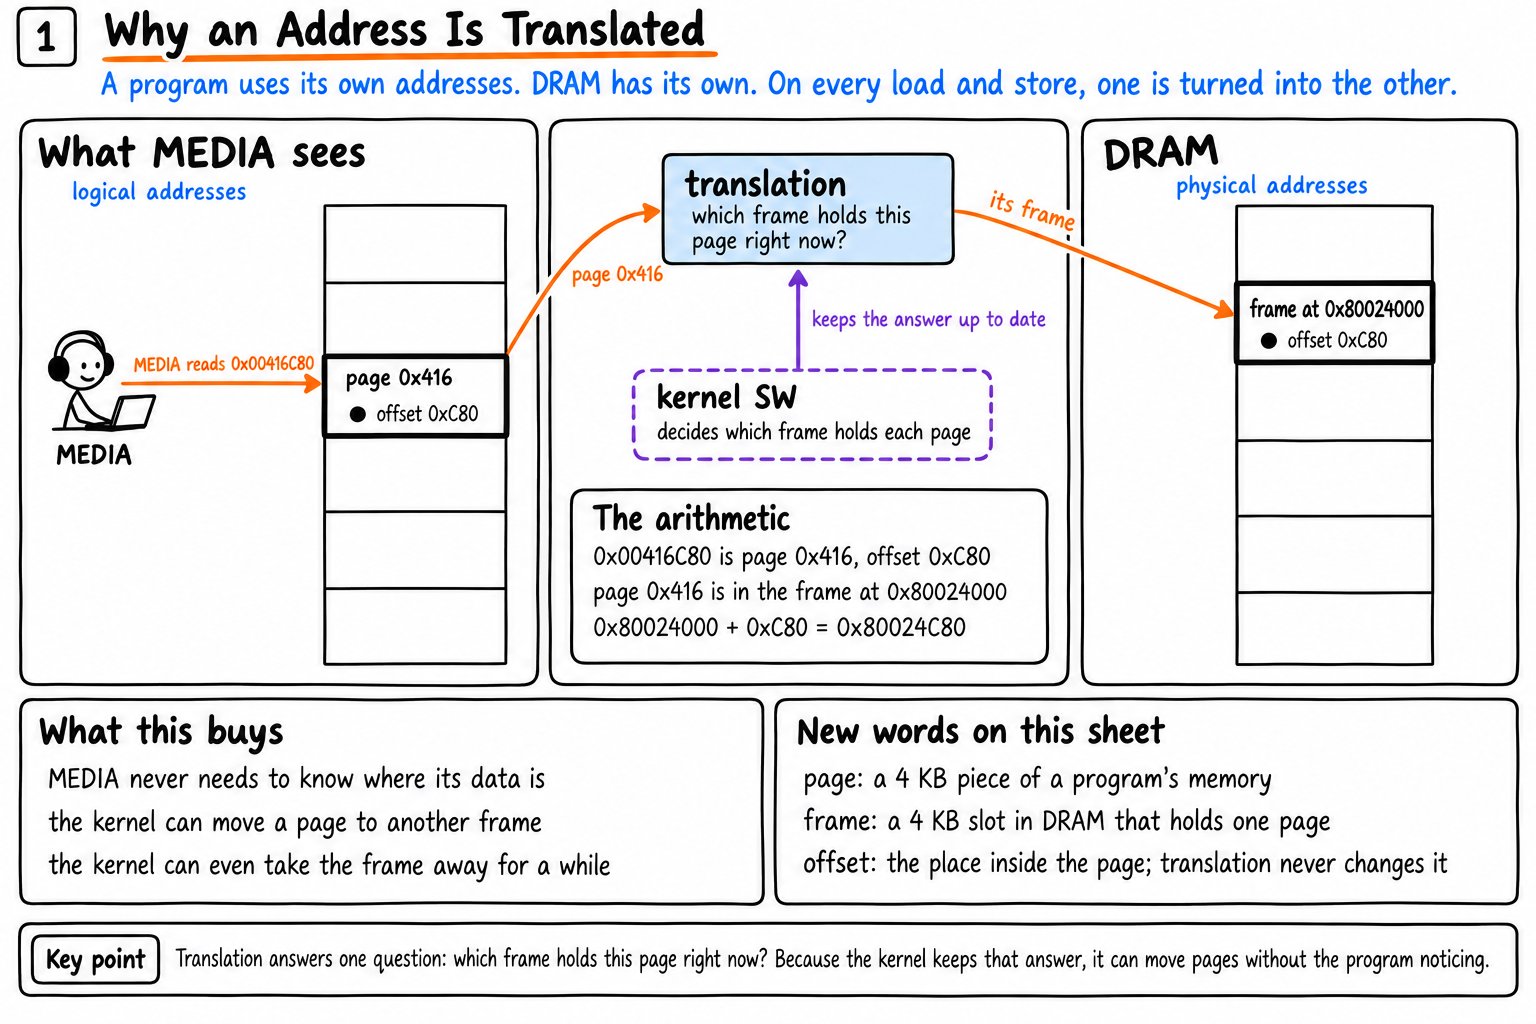 1
Why an Address Is Translated
A program uses its own addresses. DRAM has its own. On every load and store, one is turned into the other.
What MEDIA sees
logical addresses
MEDIA reads 0x00416C80
MEDIA
page 0x416
offset 0xC80
page 0x416
translation
which frame holds this
page right now?
keeps the answer up to date
kernel SW
decides which frame holds each page
The arithmetic
0x00416C80 is page 0x416, offset 0xC80
page 0x416 is in the frame at 0x80024000
0x80024000 + 0xC80 = 0x80024C80
its frame
DRAM
physical addresses
frame at 0x80024000
offset 0xC80
What this buys
MEDIA never needs to know where its data is
the kernel can move a page to another frame
the kernel can even take the frame away for a while
New words on this sheet
page: a 4 KB piece of a program's memory
frame: a 4 KB slot in DRAM that holds one page
offset: the place inside the page; translation never changes it
Key point
Translation answers one question: which frame holds this page right now? Because the kernel keeps that answer, it can move pages without the program noticing.